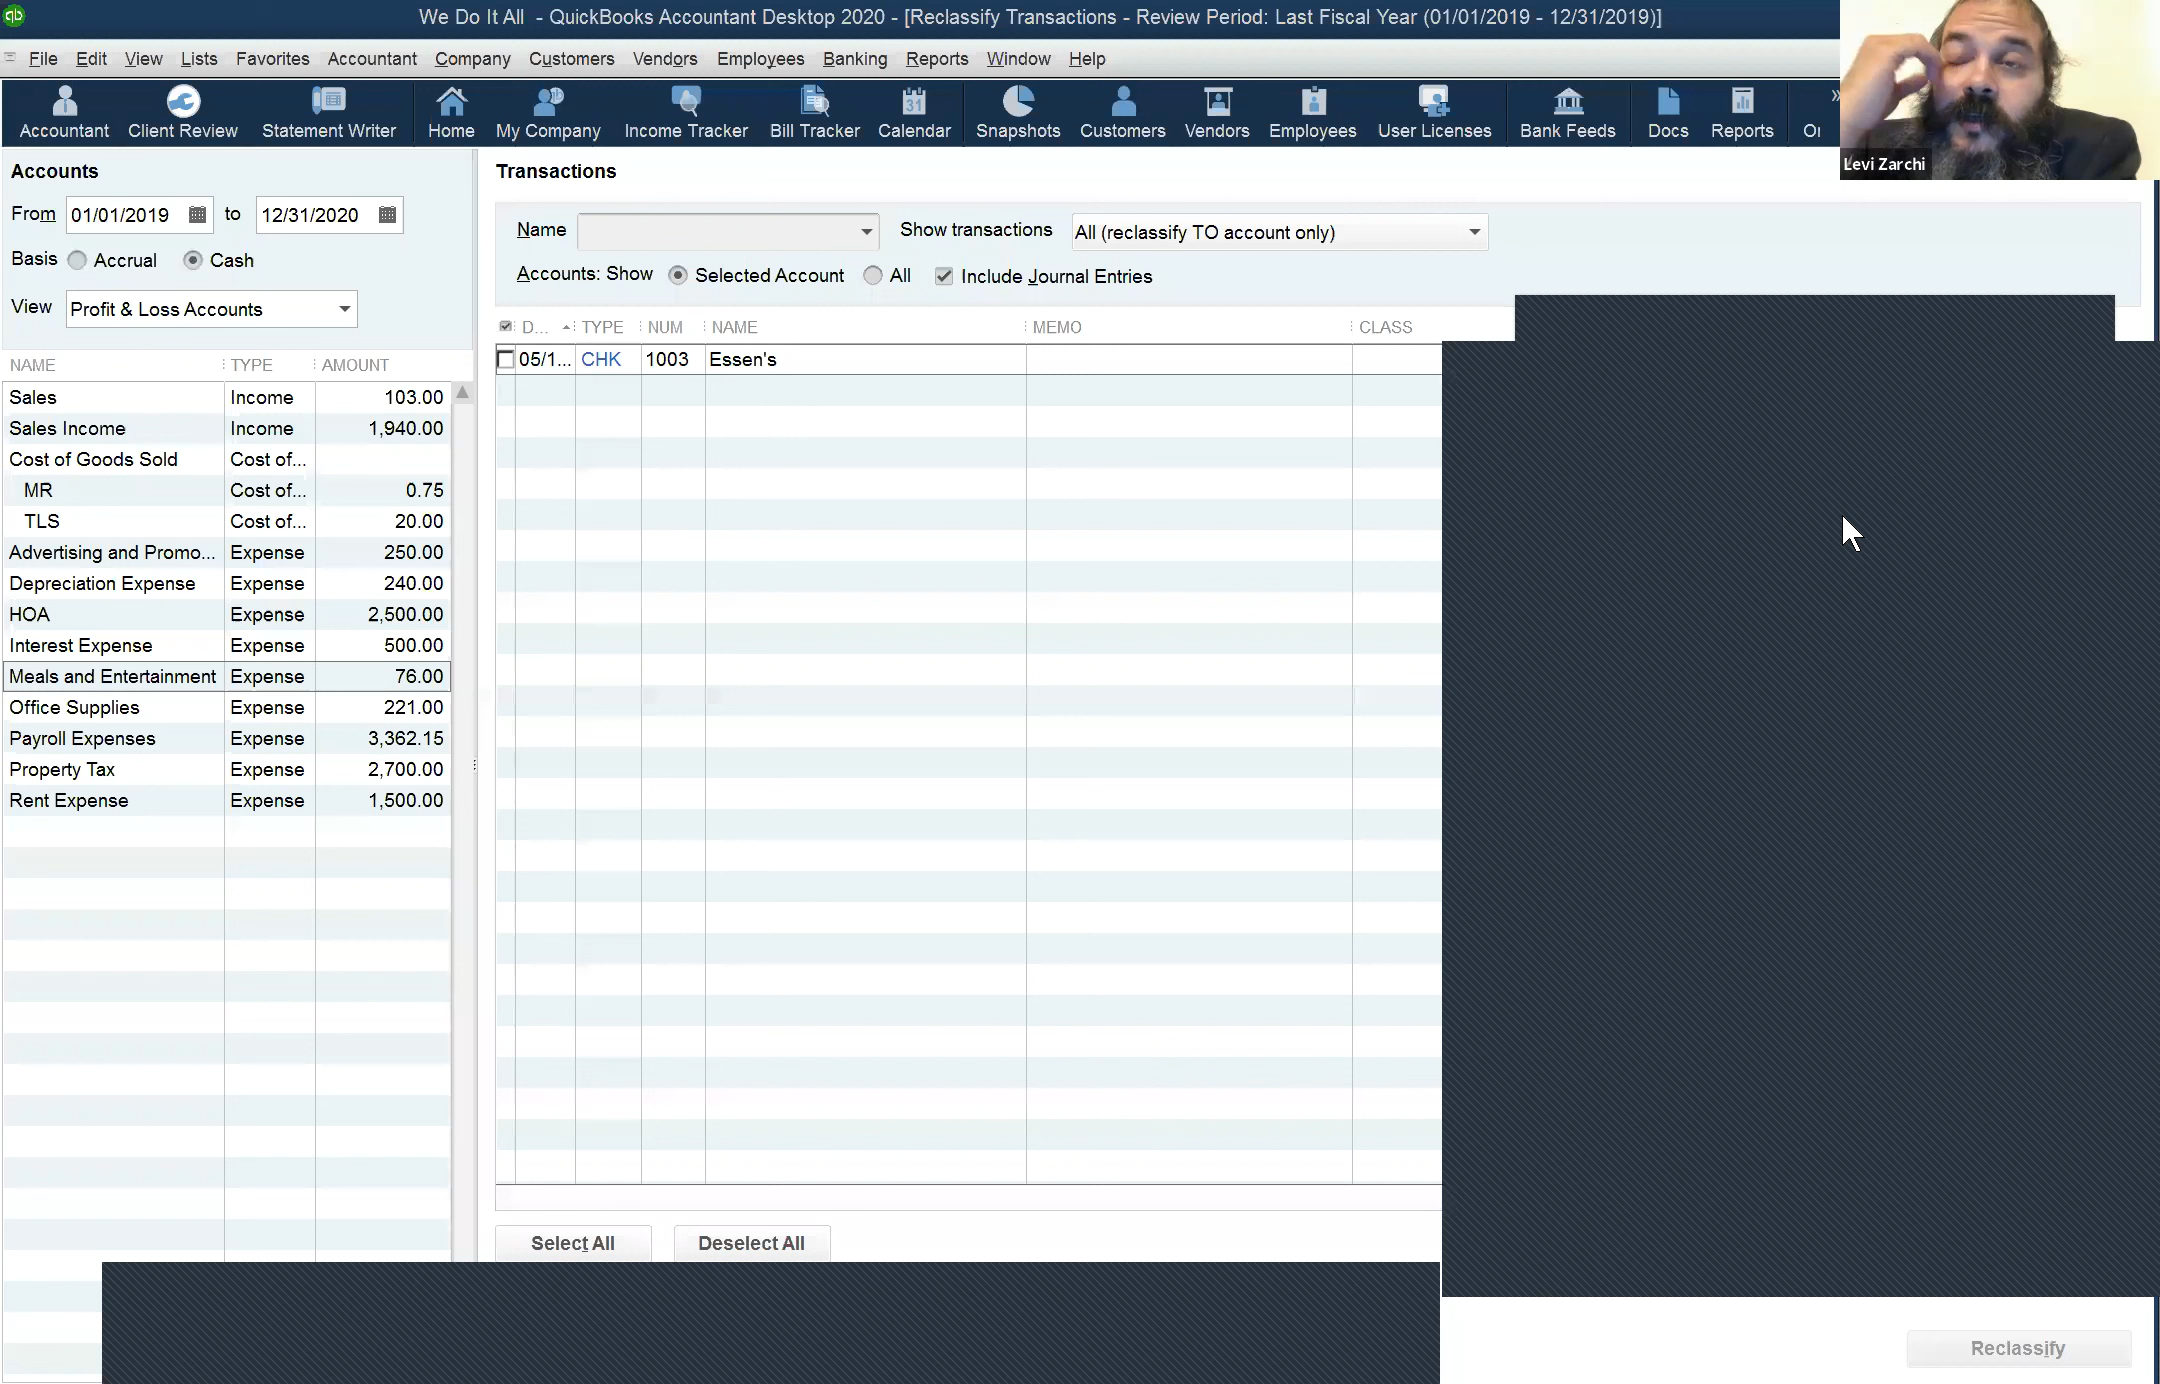 qb
We Do It All - QuickBooks Accountant Desktop 2020 - [Reclassify Transactions - Review Period: Last Fiscal Year (01/01/2019 - 12/31/2019)]
File Edit View Lists Favorites Accountant Company Customers Vendors Employees Banking Reports Window Help
31
Accountant Client Review Statement Writer Home My Company Income Tracker Bill Tracker Calendar Snapshots Customers Vendors Employees User Licenses Bank Feeds Docs Reports
Levi Zarchi
Accounts
From 01/01/2019 to 12/31/2020
Basis Accrual Cash
View Profit & Loss Accounts
NAME TYPE AMOUNT
Sales Income 103.00
Sales Income Income 1,940.00
Cost of Goods Sold Cost of...
MR Cost of... 0.75
TLS Cost of... 20.00
Advertising and Promo... Expense 250.00
Depreciation Expense Expense 240.00
HOA Expense 2,500.00
Interest Expense Expense 500.00
Meals and Entertainment Expense 76.00
Office Supplies Expense 221.00
Payroll Expenses Expense 3,362.15
Property Tax Expense 2,700.00
Rent Expense Expense 1,500.00
Transactions
Name Show transactions All (reclassify TO account only)
Accounts: Show Selected Account All Include Journal Entries
D... TYPE NUM NAME MEMO CLASS
05/1... CHK 1003 Essen's
Select All Deselect All
Reclassify